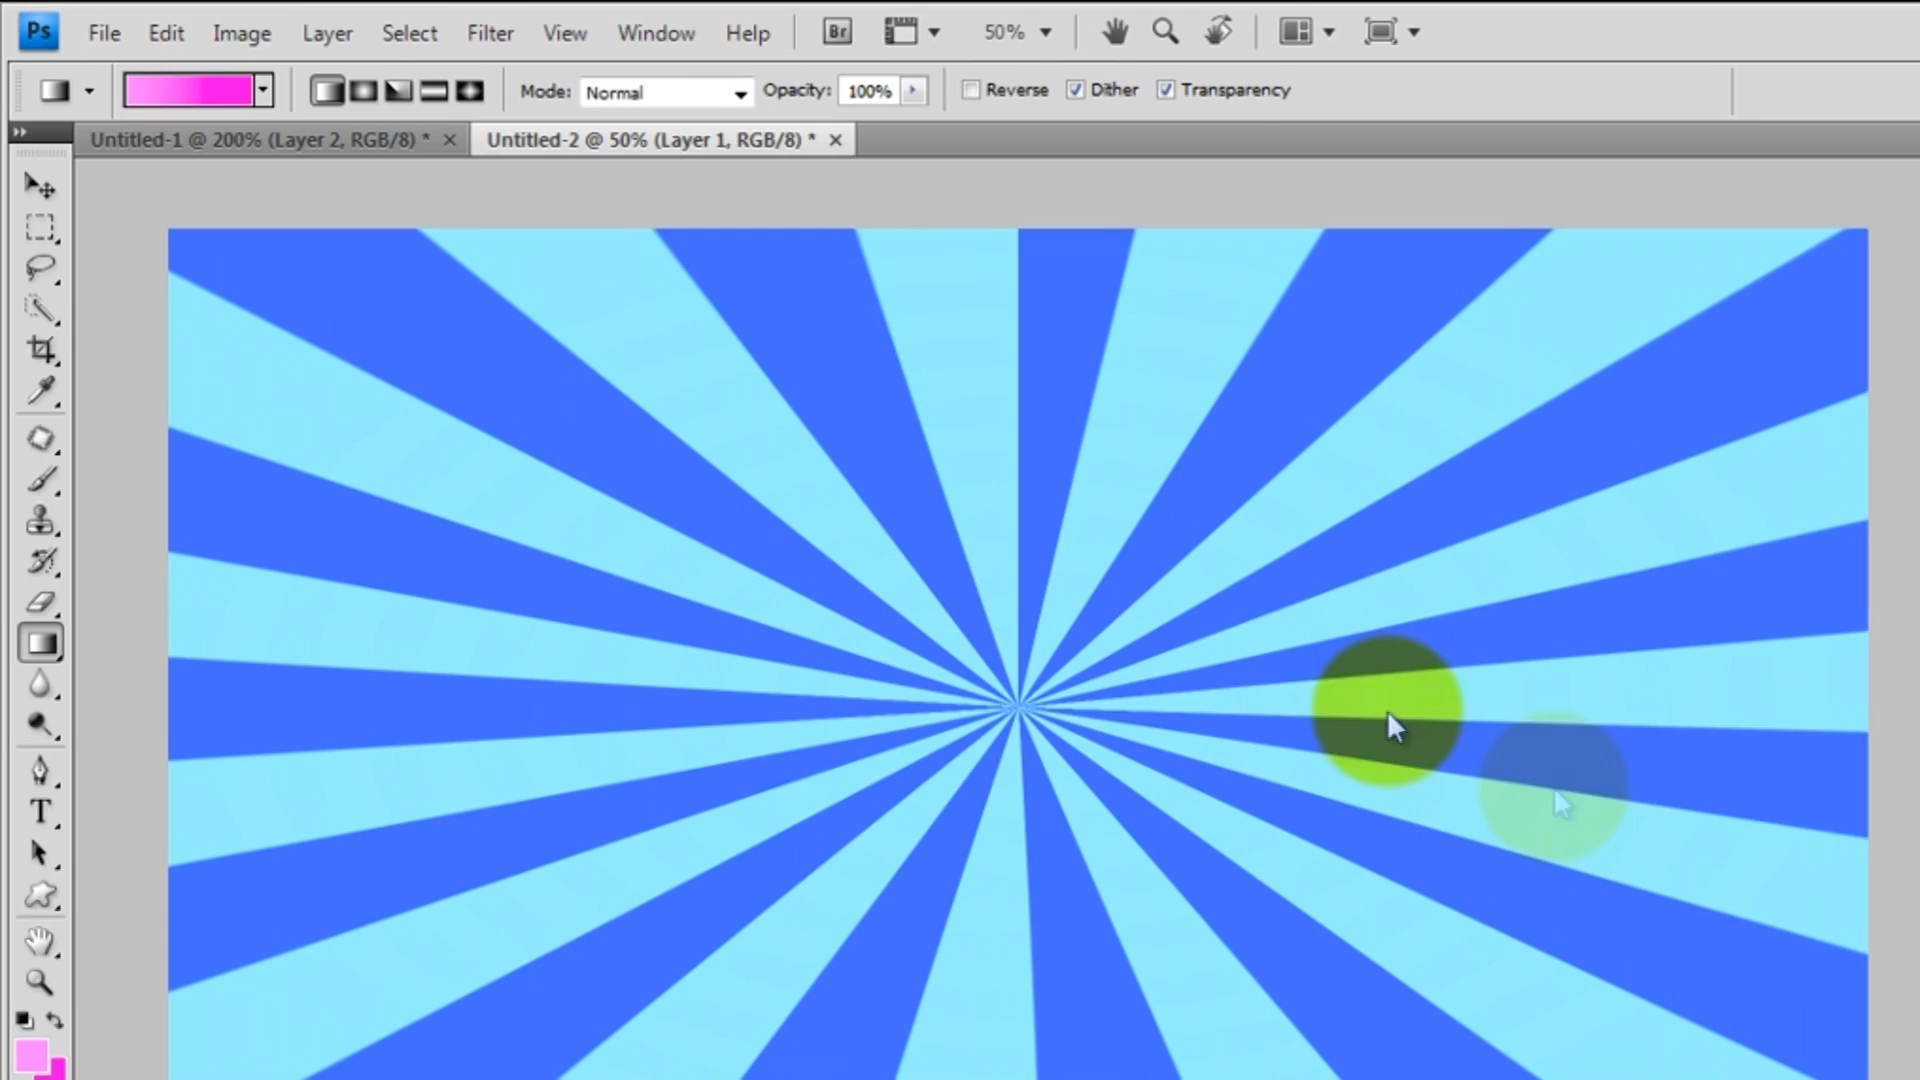 Ps File Edit Image Layer Select Filter View Window Help Br 50%
Mode: Normal Opacity: 100% Reverse Dither Transparency
Untitled-1 @ 200% (Layer 2, RGB/8) * × Untitled-2 @ 50% (Layer 1, RGB/8) * ×
T